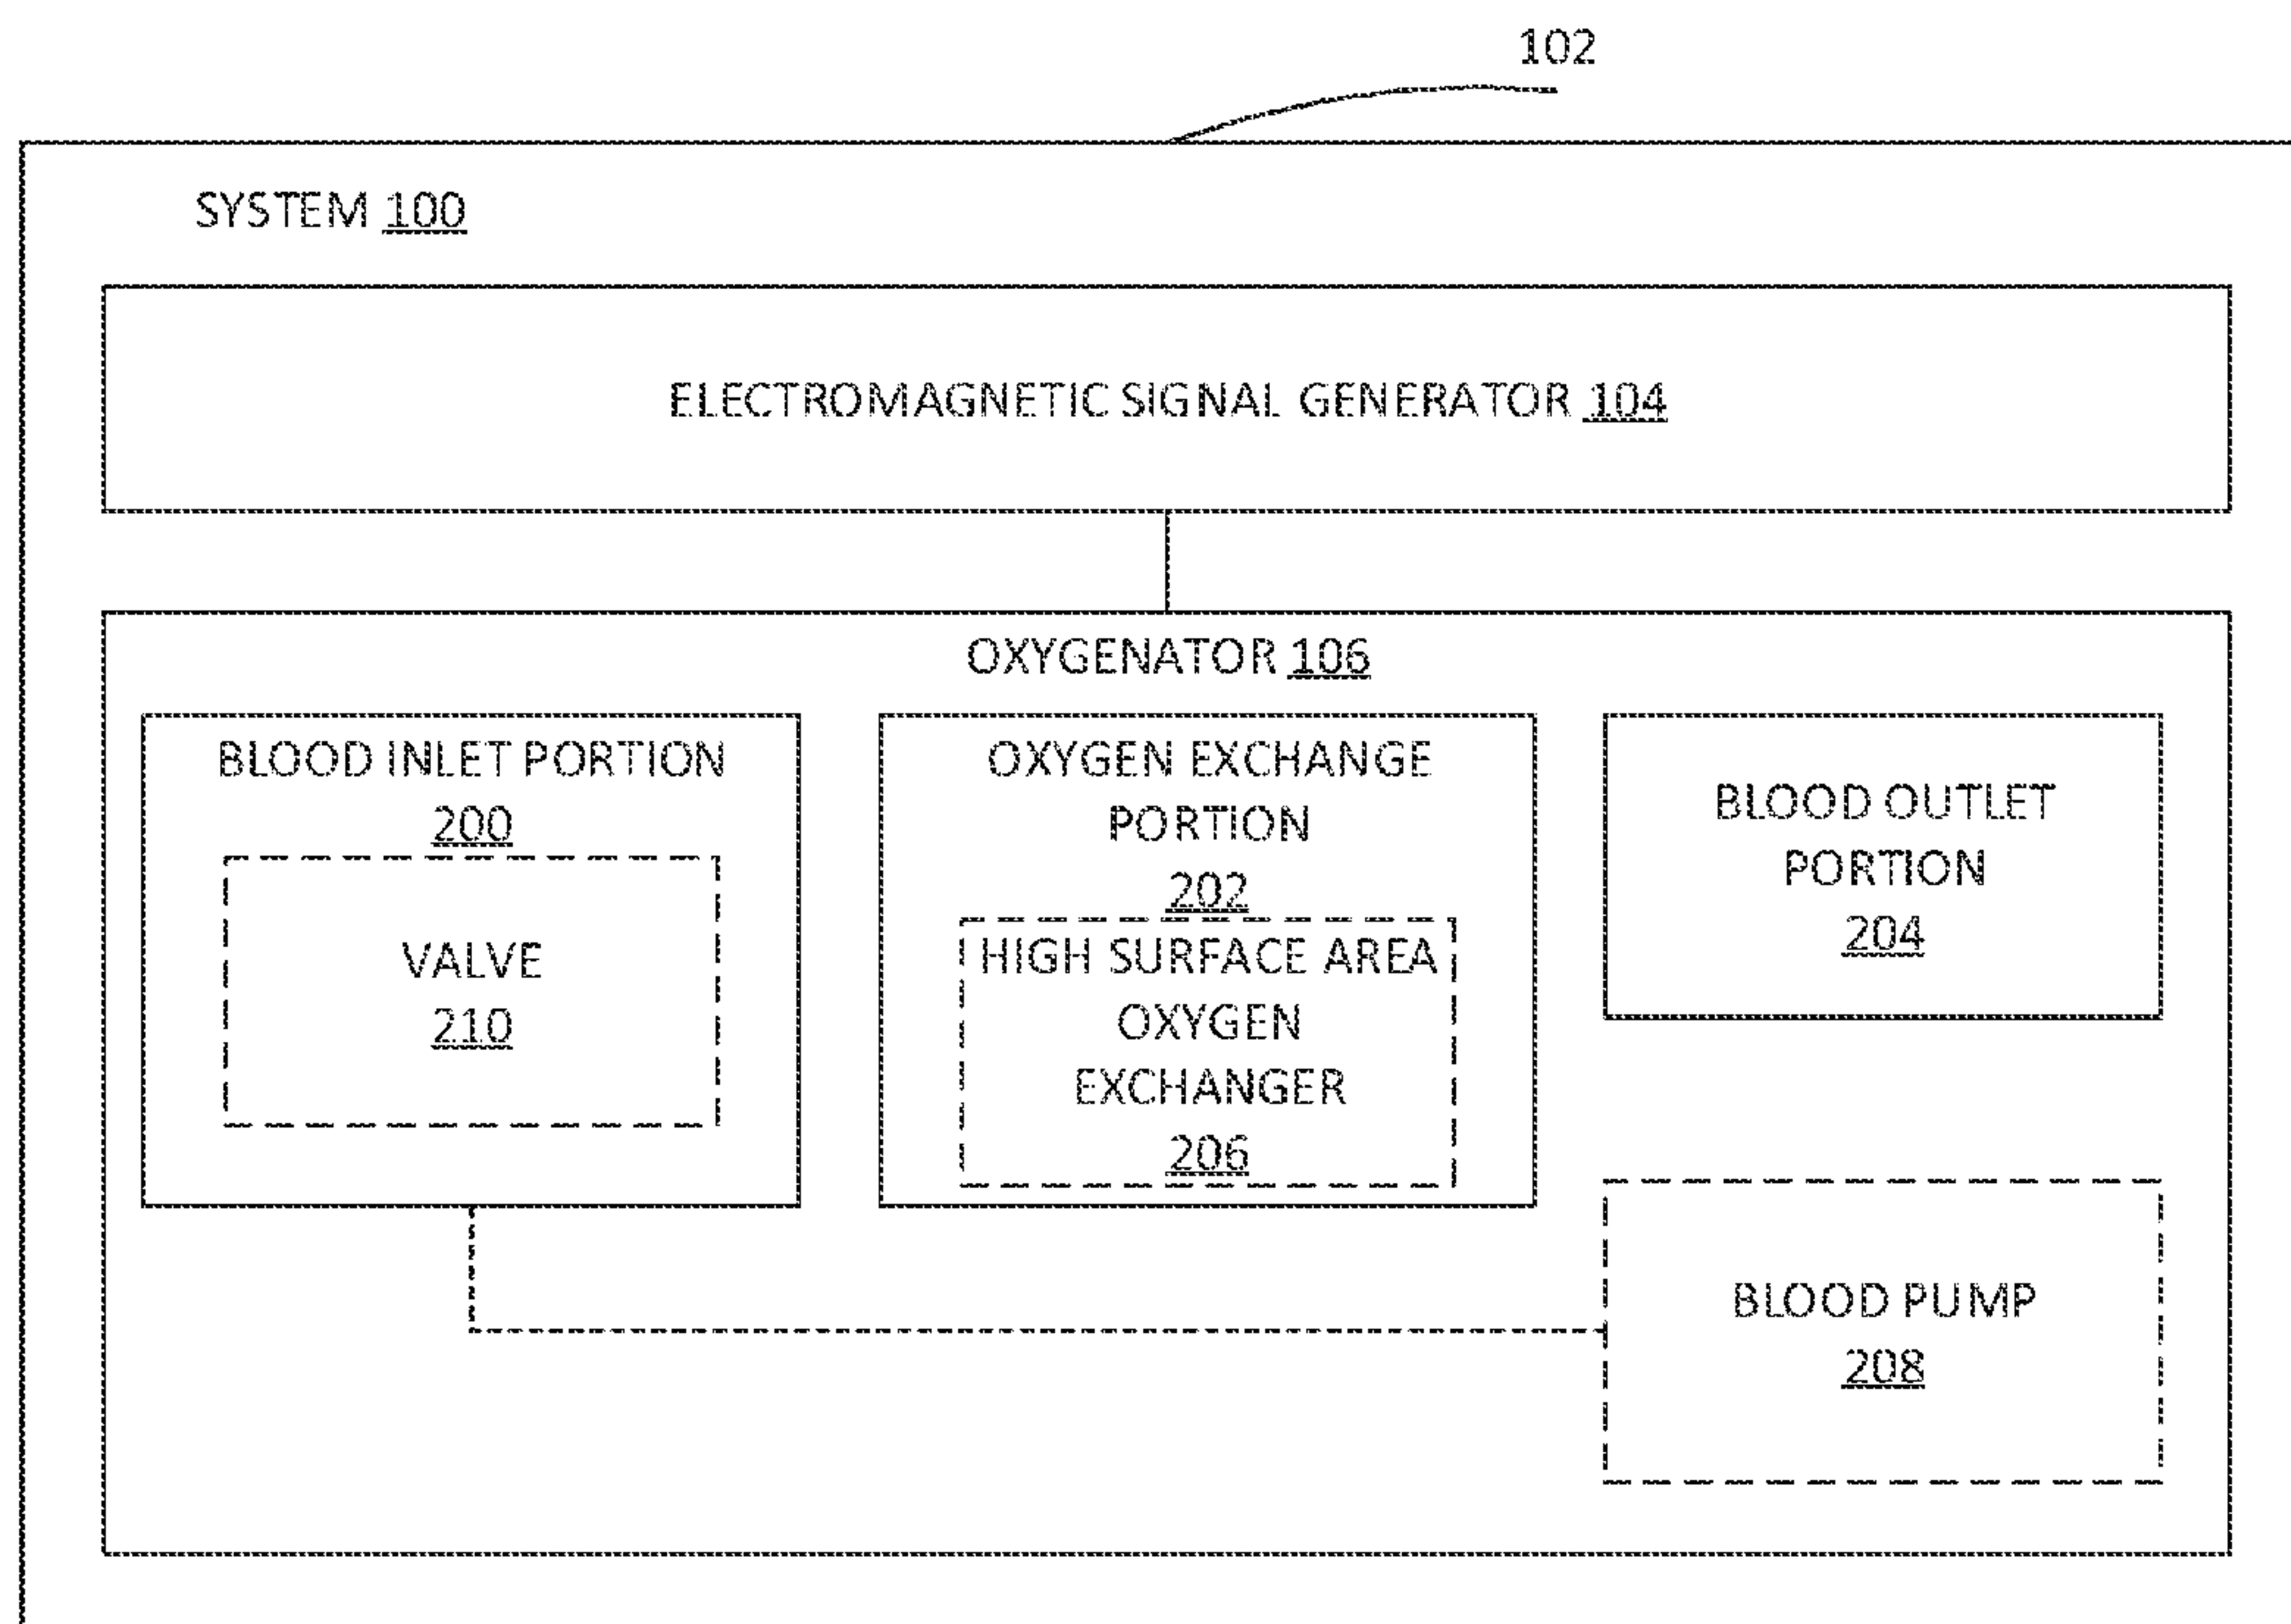 102
SYSTEM 100
ELECTROMAGNETIC SIGNAL GENERATOR 104
OXYGENATOR 106
BLOOD INLET PORTION
200
VALVE
210
OXYGEN EXCHANGE
PORTION
202
HIGH SURFACE AREA
OXYGEN
EXCHANGER
206
BLOOD OUTLET
PORTION
204
BLOOD PUMP
208